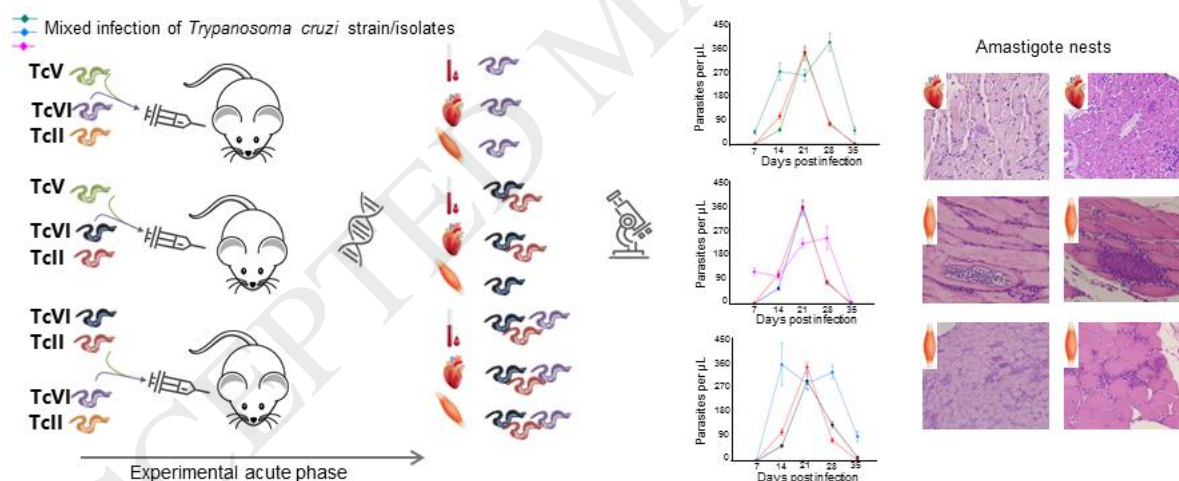 Mixed infection of Trypanosoma cruzi strain/isolates
TcV
TcVI
TcII
TcV
TcVI
TcII
TcVI
TcII
TcVI
TcII
Experimental acute phase
Parasites per µL
450
360
270
180
90
0
7 14 21 28 35
Days post infection
Parasites per µL
450
360
270
180
90
0
7 14 21 28 35
Days post infection
Parasites per µL
450
360
270
180
90
0
7 14 21 28 35
Days post infection
Amastigote nests
CCEPTED MA